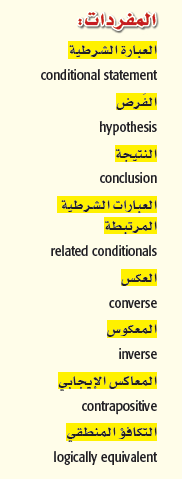 المفردات:
العبارة الشرطية
conditional statement
الفَرض
hypothesis
النتيجة
conclusion
العبارات الشرطية
المرتبطة
related conditionals
العكس
converse
المعكوس
inverse
المعاكس الإيجابي
contrapositive
التكافؤ المنطقي
logically equivalent